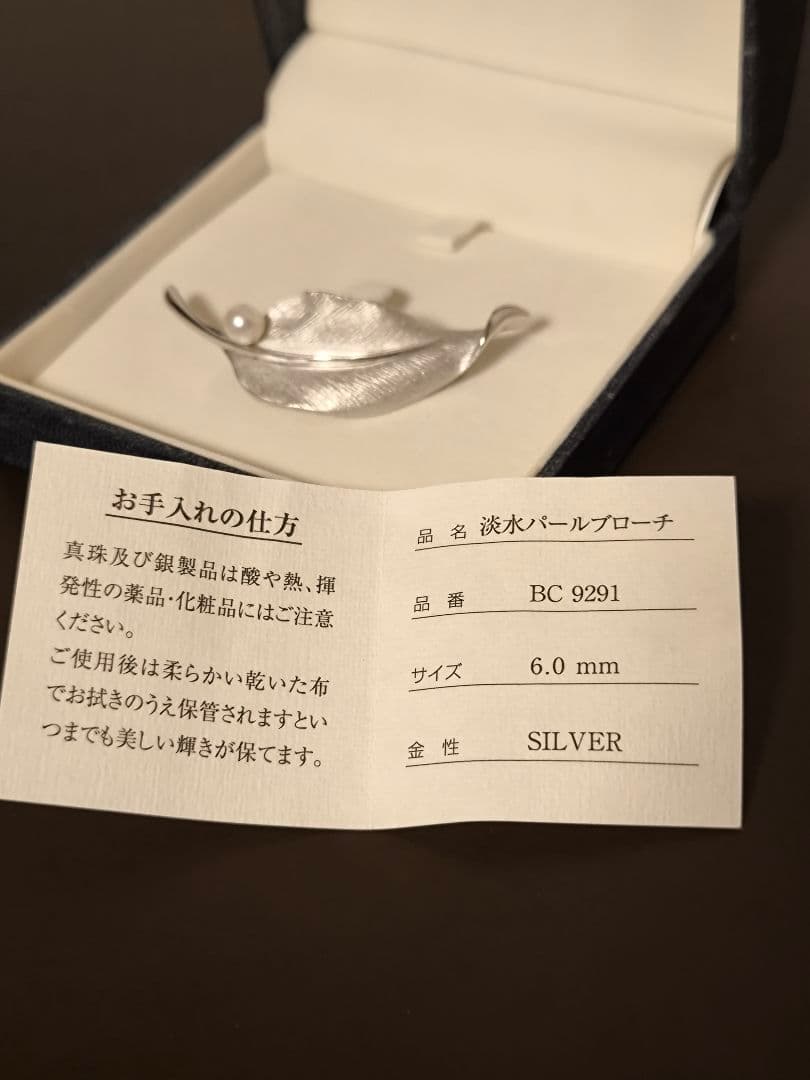 お手入れの仕方
真珠及び銀製品は酸や熱、揮
発性の薬品・化粧品にはご注意
ください。
ご使用後は柔らかい乾いた布
でお拭きのうえ保管されますとい
つまでも美しい輝きが保てます。
品 名 淡水パールブローチ
品 番 BC 9291
サイズ 6.0 mm
金 性 SILVER